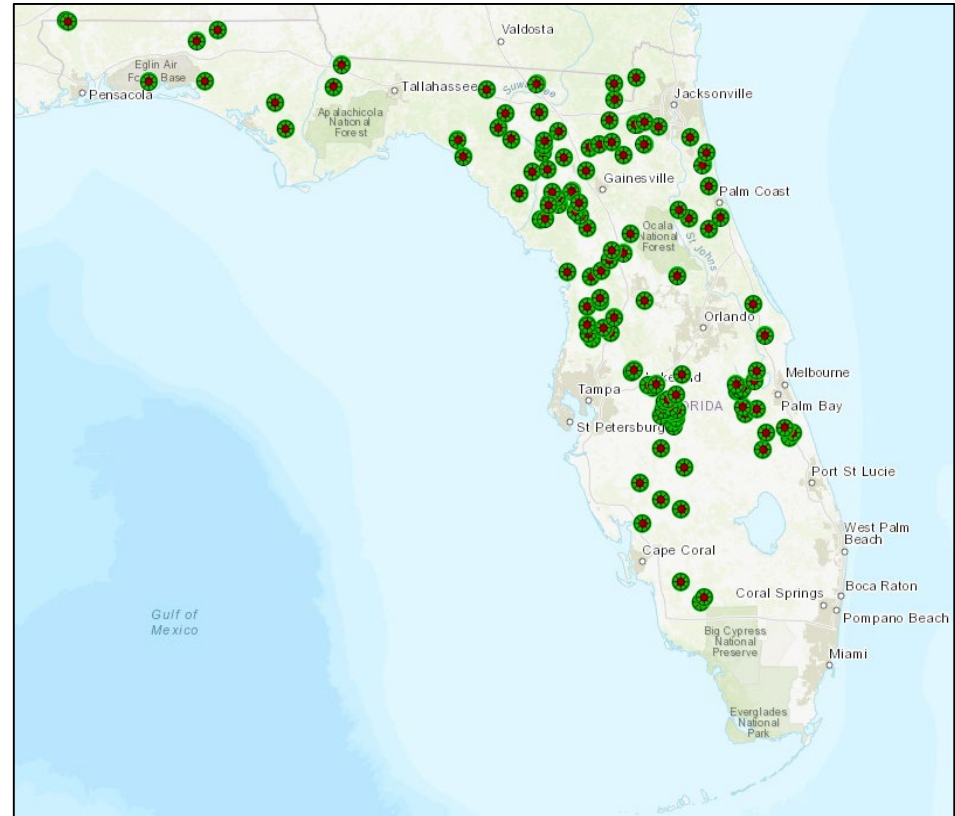 Valdosta
Eglin Air
Force Base
Pensacola
Tallahassee
Suwannee
Jacksonville
Apalachicola
National
Forest
Gainesville
Palm Coast
Ocala
National
Forest
St Johns
Orlando
Lakeland
Melbourne
Tampa
FLORIDA
Palm Bay
St Petersburg
Port St Lucie
West Palm
Beach
Cape Coral
Coral Springs
Boca Raton
Pompano Beach
Gulf of
Mexico
Big Cypress
National
Preserve
Miami
Everglades
National
Park